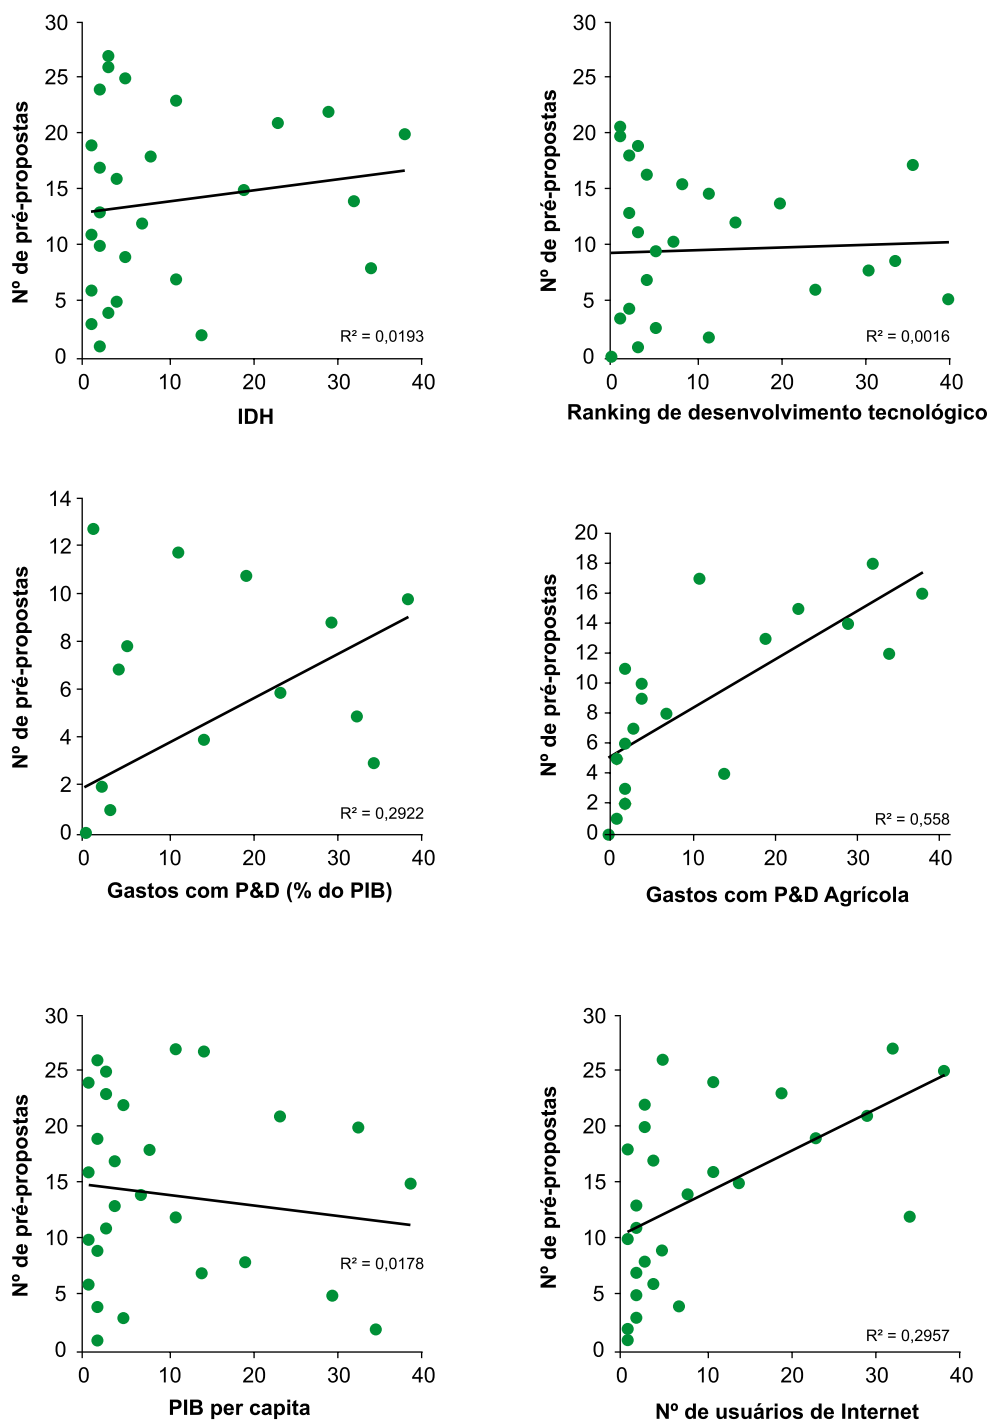 30
25
20
15
10
5
0
Nº de pré-propostas
R² = 0,0193
0 10 20 30 40
IDH
30
25
20
15
10
5
0
Nº de pré-propostas
R² = 0,0016
0 10 20 30 40
Ranking de desenvolvimento tecnológico
14
12
10
8
6
4
2
0
Nº de pré-propostas
R² = 0,2922
0 10 20 30 40
Gastos com P&D (% do PIB)
20
18
16
14
12
10
8
6
4
2
0
Nº de pré-propostas
R² = 0,558
0 10 20 30 40
Gastos com P&D Agrícola
30
25
20
15
10
5
0
Nº de pré-propostas
R² = 0,0178
0 10 20 30 40
PIB per capita
30
25
20
15
10
5
0
Nº de pré-propostas
R² = 0,2957
0 10 20 30 40
Nº de usuários de Internet